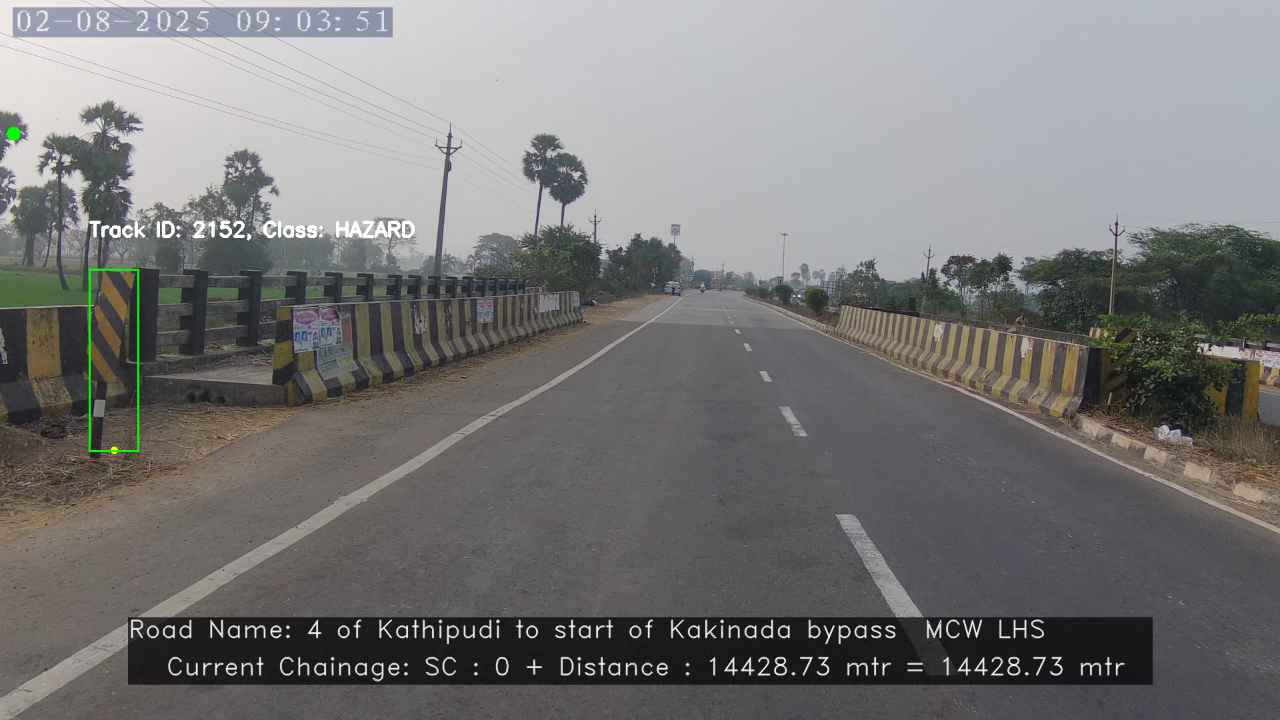 02-08-2025 09:03:51
Track ID: 2152, Class: HAZARD
Road Name: 4 of Kathipudi to start of Kakinada bypass MCW LHS
Current Chainage: SC : 0 + Distance : 14428.73 mtr = 14428.73 mtr